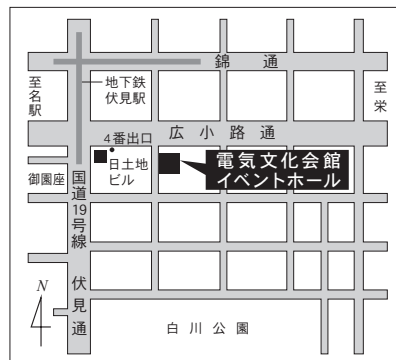 錦通
至名駅
地下鉄
伏見駅
至栄
広小路通
4番出口
日土地
ビル
電気文化会館
イベントホール
御園座
国道19号線
伏見通
N
白川公園